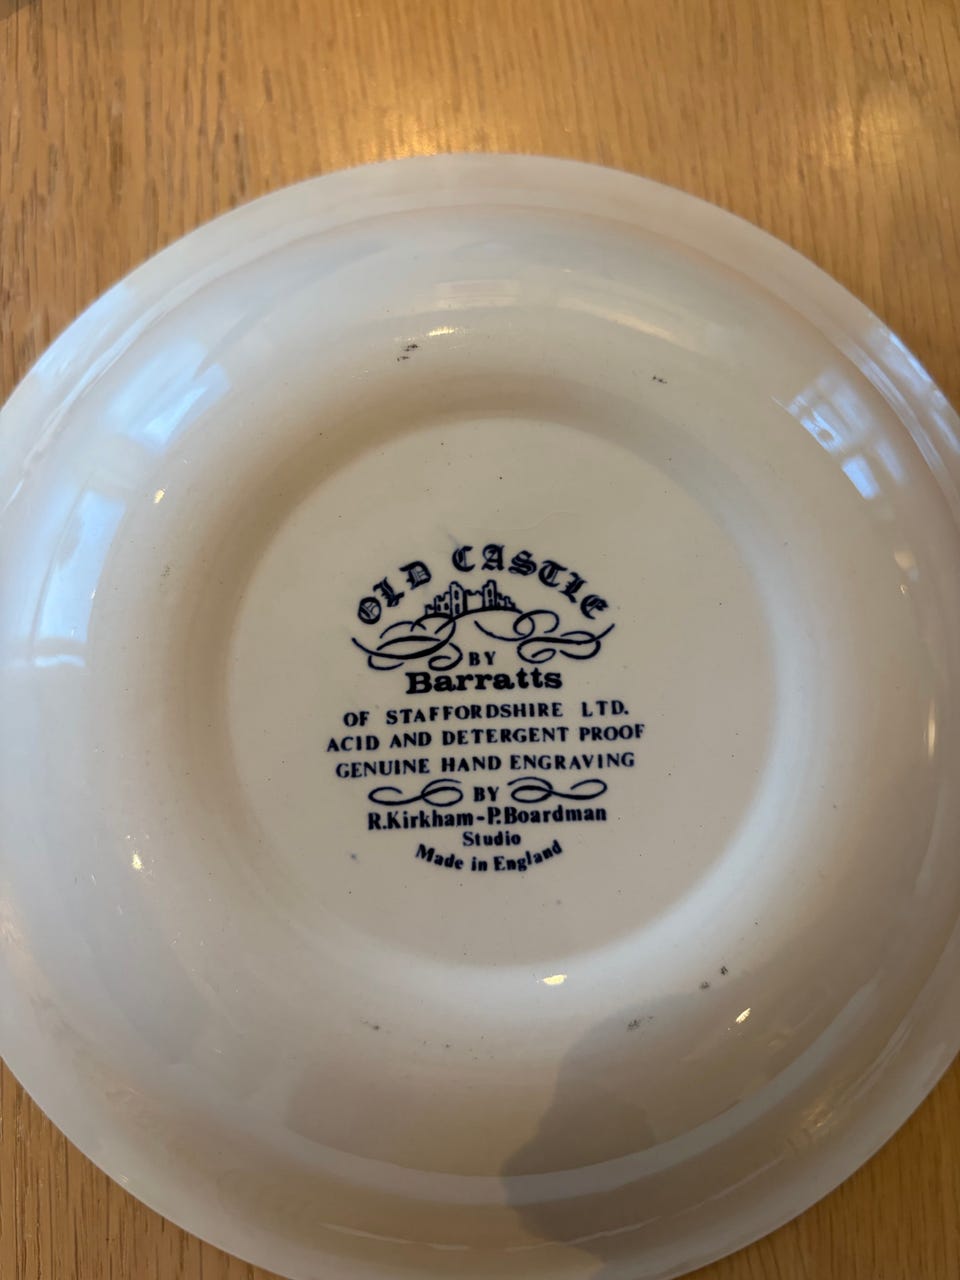 OLD CASTLE
BY
Barratts
OF STAFFORDSHIRE LTD.
ACID AND DETERGENT PROOF
GENUINE HAND ENGRAVING
BY
R.Kirkham-P.Boardman
Studio
Made in England